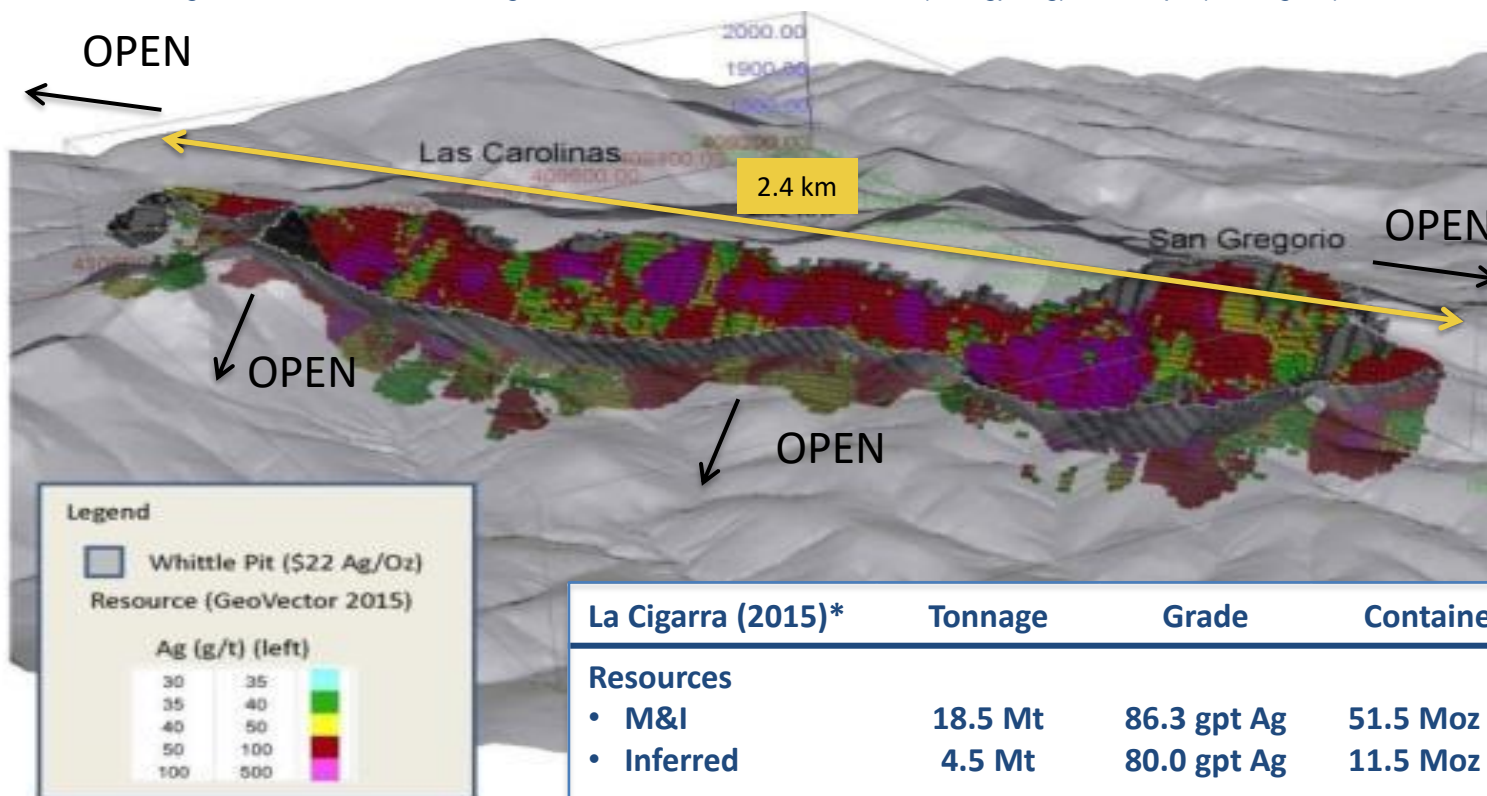 OPEN
2000.00
1900.00
Las Carolinas
2.4 km
San Gregorio
OPEN
OPEN
OPEN
Legend
Whittle Pit ($22 Ag/Oz)
Resource (GeoVector 2015)
Ag (g/t) (left)
30 35
35 40
40 50
50 100
100 500
La Cigarra (2015)* Tonnage Grade Containe
Resources
• M&I 18.5 Mt 86.3 gpt Ag 51.5 Moz
• Inferred 4.5 Mt 80.0 gpt Ag 11.5 Moz